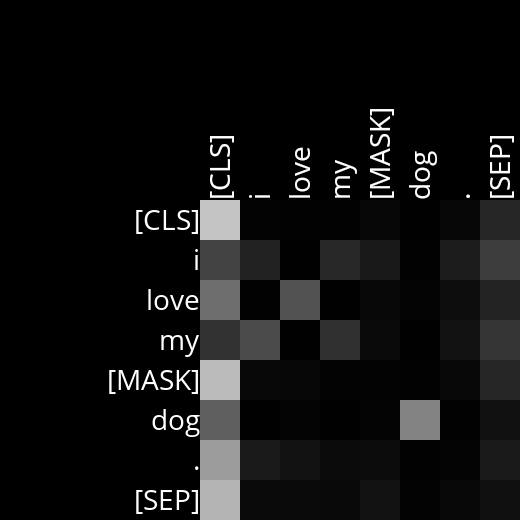 [CLS]
i
love
my
[MASK]
dog
.
[SEP]
[CLS]
i
love
my
[MASK]
dog
.
[SEP]